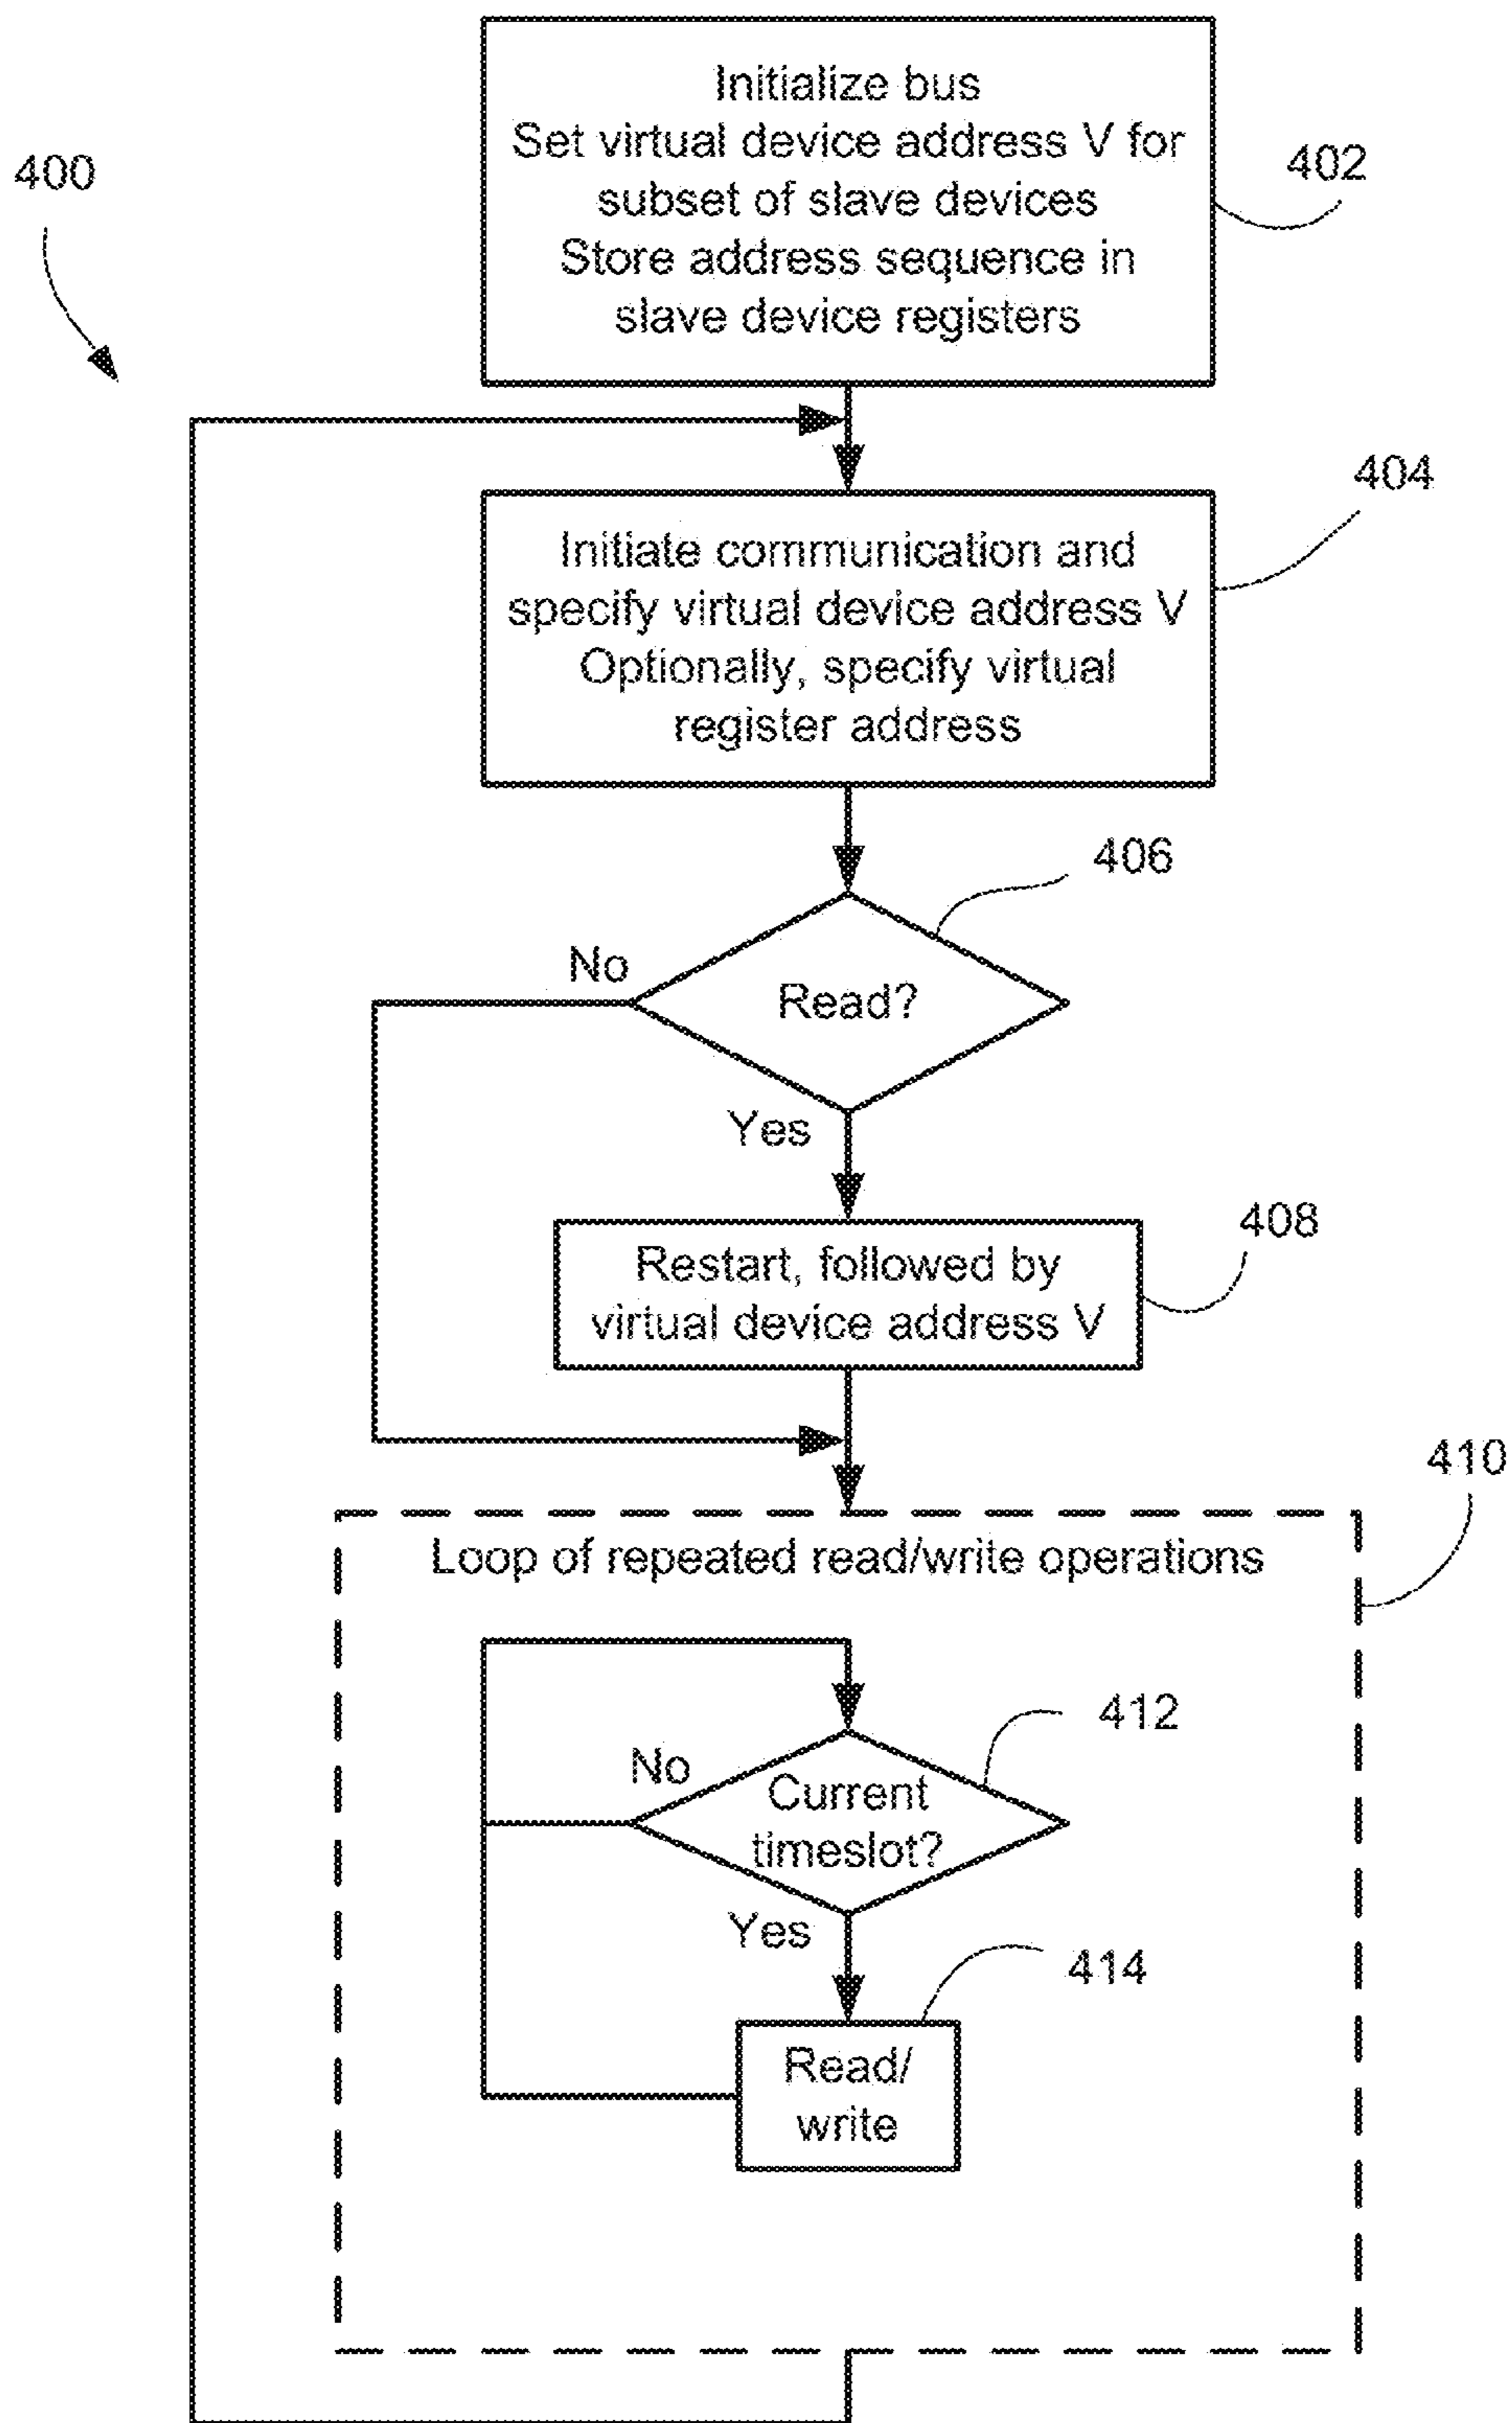 Initialize bus
Set virtual device address V for
subset of slave devices
Store address sequence in
slave device registers
400
402
404
Initiate communication and
specify virtual device address V
Optionally, specify virtual
register address
406
No
Read?
Yes
408
Restart, followed by
virtual device address V
410
Loop of repeated read/write operations
412
No
Current
timeslot?
Yes
414
Read/
write